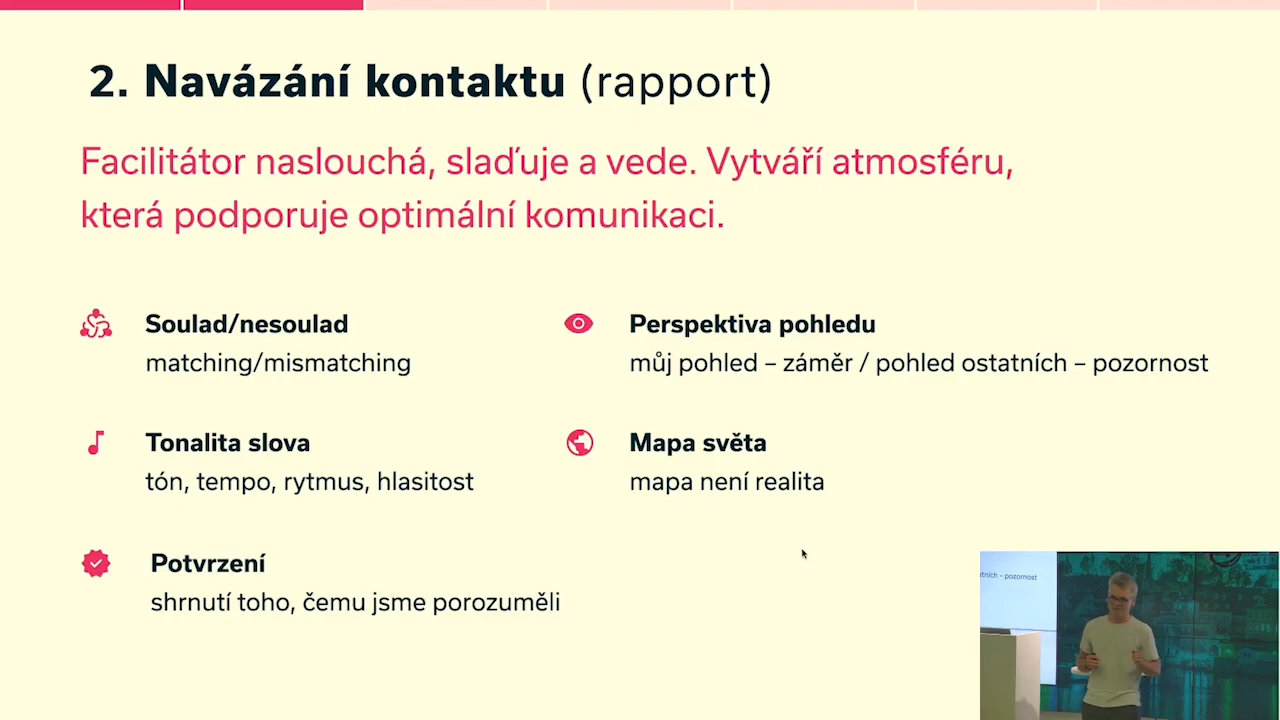 2. Navázání kontaktu (rapport)
Facilitátor naslouchá, slaďuje a vede. Vytváří atmosféru,
která podporuje optimální komunikaci.
Soulad/nesoulad
matching/mismatching
Perspektiva pohledu
můj pohled – záměr / pohled ostatních – pozornost
Tonalita slova
tón, tempo, rytmus, hlasitost
Mapa světa
mapa není realita
Potvrzení
shrnutí toho, čemu jsme porozuměli
tních – pozornost